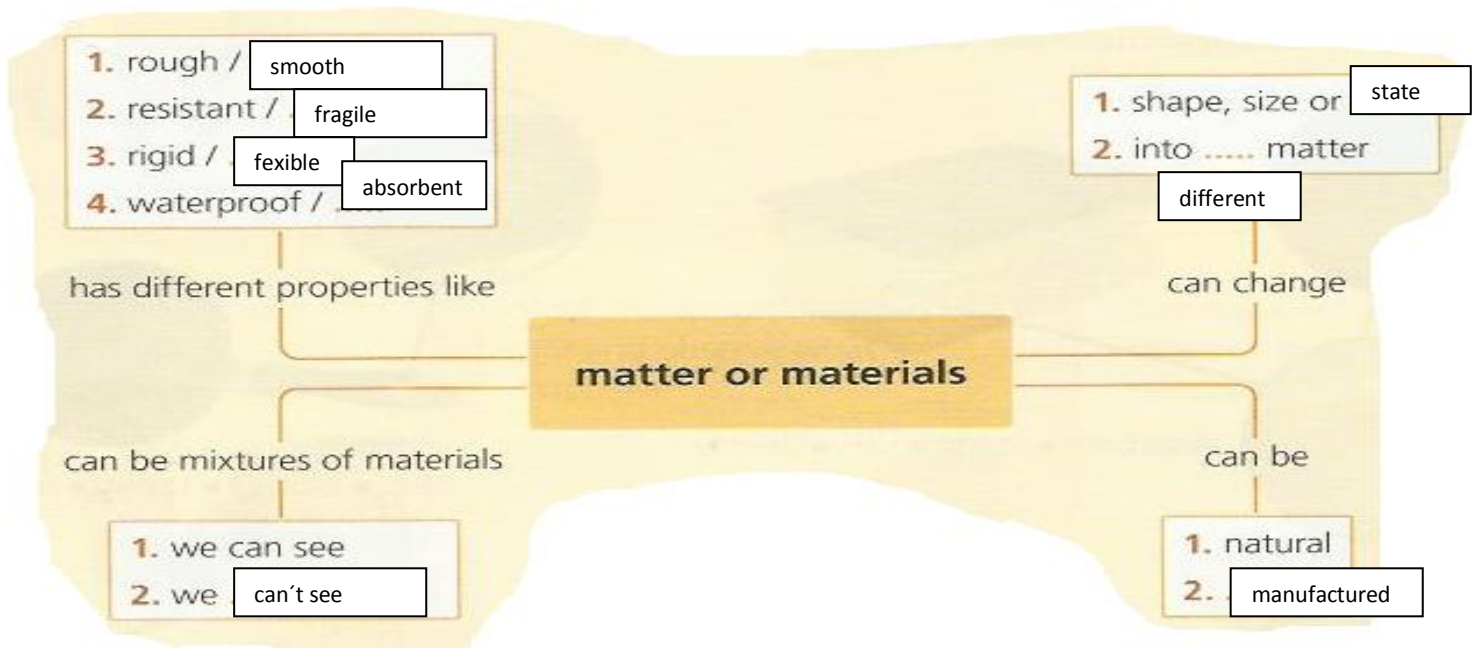 1. rough / smooth
2. resistant / . fragile
3. rigid / . fexible
4. waterproof / ..... absorbent
has different properties like
1. shape, size or state
2. into ..... matter
different
can change
matter or materials
can be mixtures of materials
1. we can see
2. we . can´t see
can be
1. natural
2. . manufactured